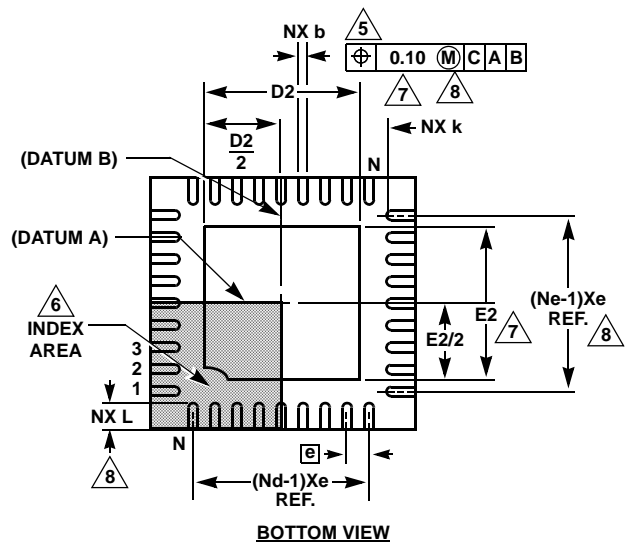 NX b
5
⌖ 0.10 Ⓜ C A B
7 8
D2
D2
2
NX k
N
(DATUM B)
(DATUM A)
6
INDEX
AREA
3
2
1
NX L
8
N
E2/2
E2
7
(Ne-1)Xe
REF.
8
e
(Nd-1)Xe
REF.
BOTTOM VIEW